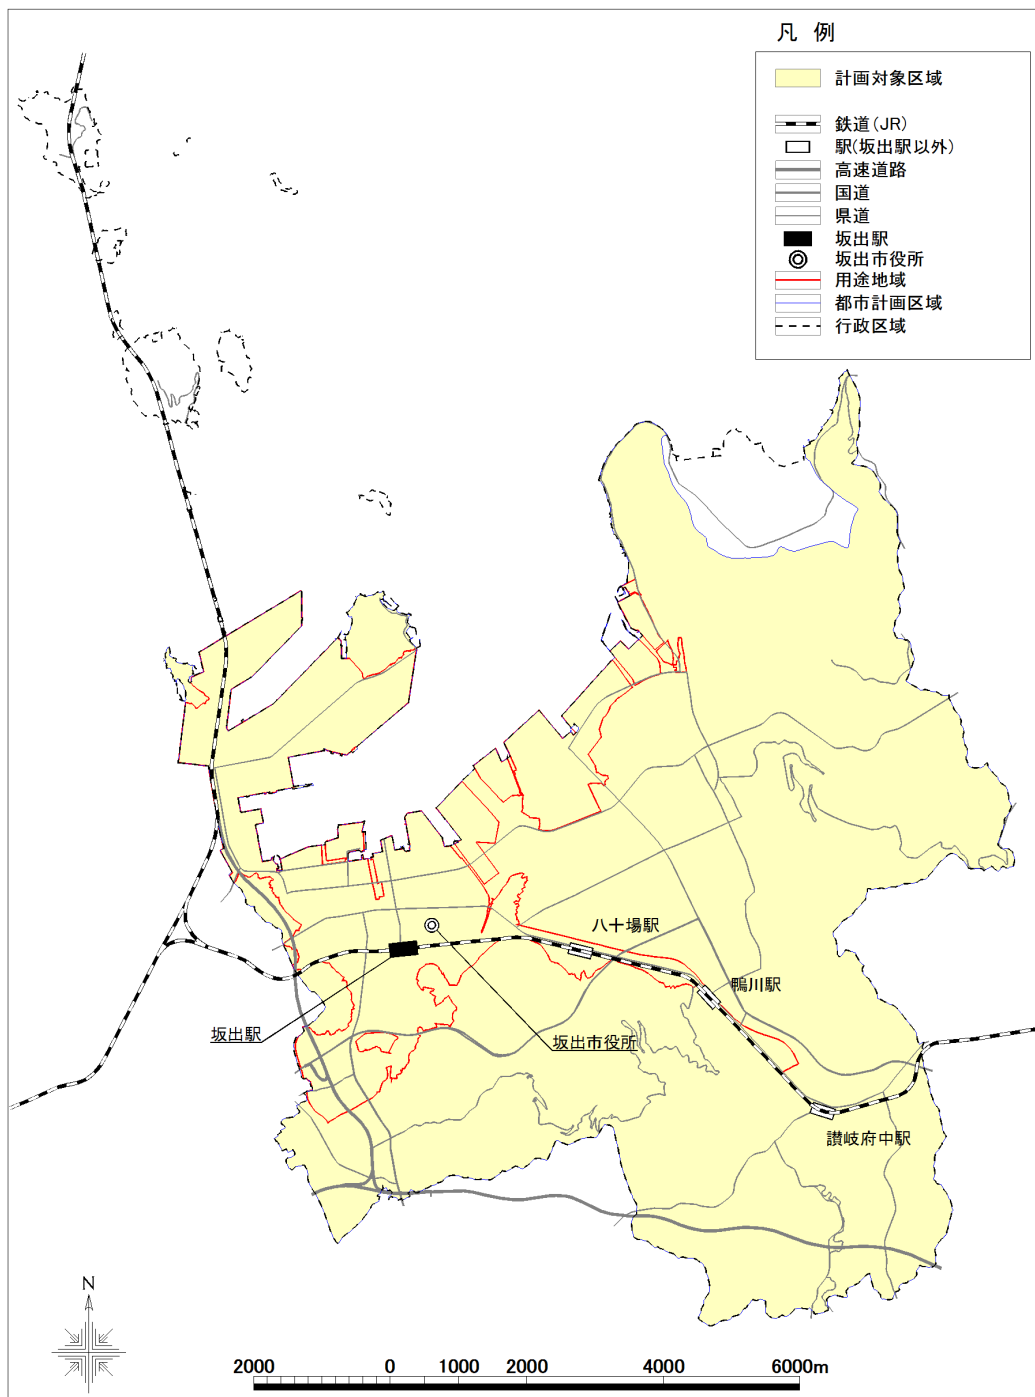 凡 例
計画対象区域
鉄道(JR)
駅(坂出駅以外)
高速道路
国道
県道
坂出駅
坂出市役所
用途地域
都市計画区域
行政区域
八十場駅
鴨川駅
坂出駅
坂出市役所
讃岐府中駅
N
2000 0 1000 2000 4000 6000m